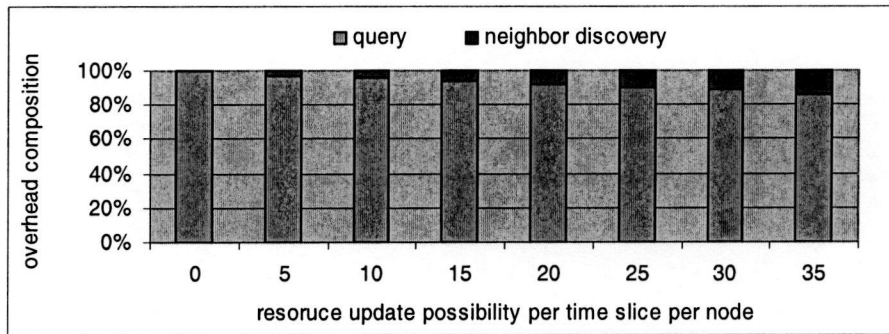 query neighbor discovery
overhead composition
100%
80%
60%
40%
20%
0%
0 5 10 15 20 25 30 35
resoruce update possibility per time slice per node